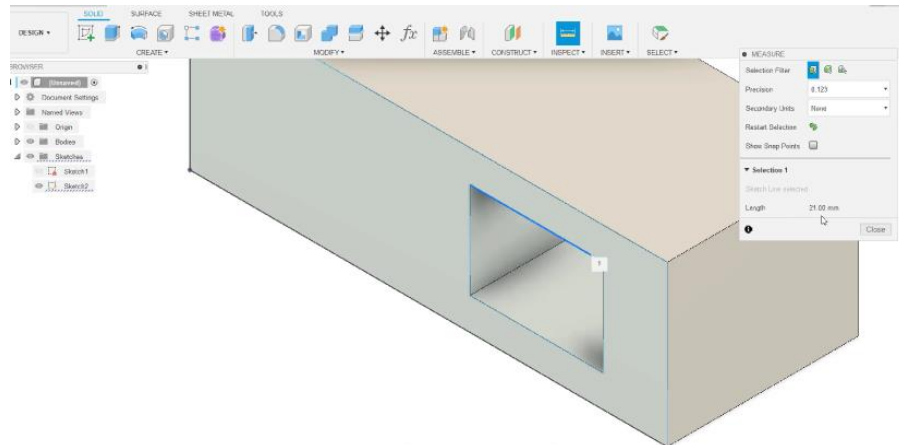 SOLID SURFACE SHEET METAL TOOLS
DESIGN
CREATE MODIFY ASSEMBLE CONSTRUCT INSPECT INSERT SELECT
BROWSER
(Unsaved)
Document Settings
Named Views
Origin
Bodies
Sketches
Sketch1
Sketch2
1
MEASURE
Selection Filter
Precision 0.123
Secondary Units None
Restart Selection
Show Snap Points
Selection 1
Sketch Line selected
Length 21.00 mm
Close